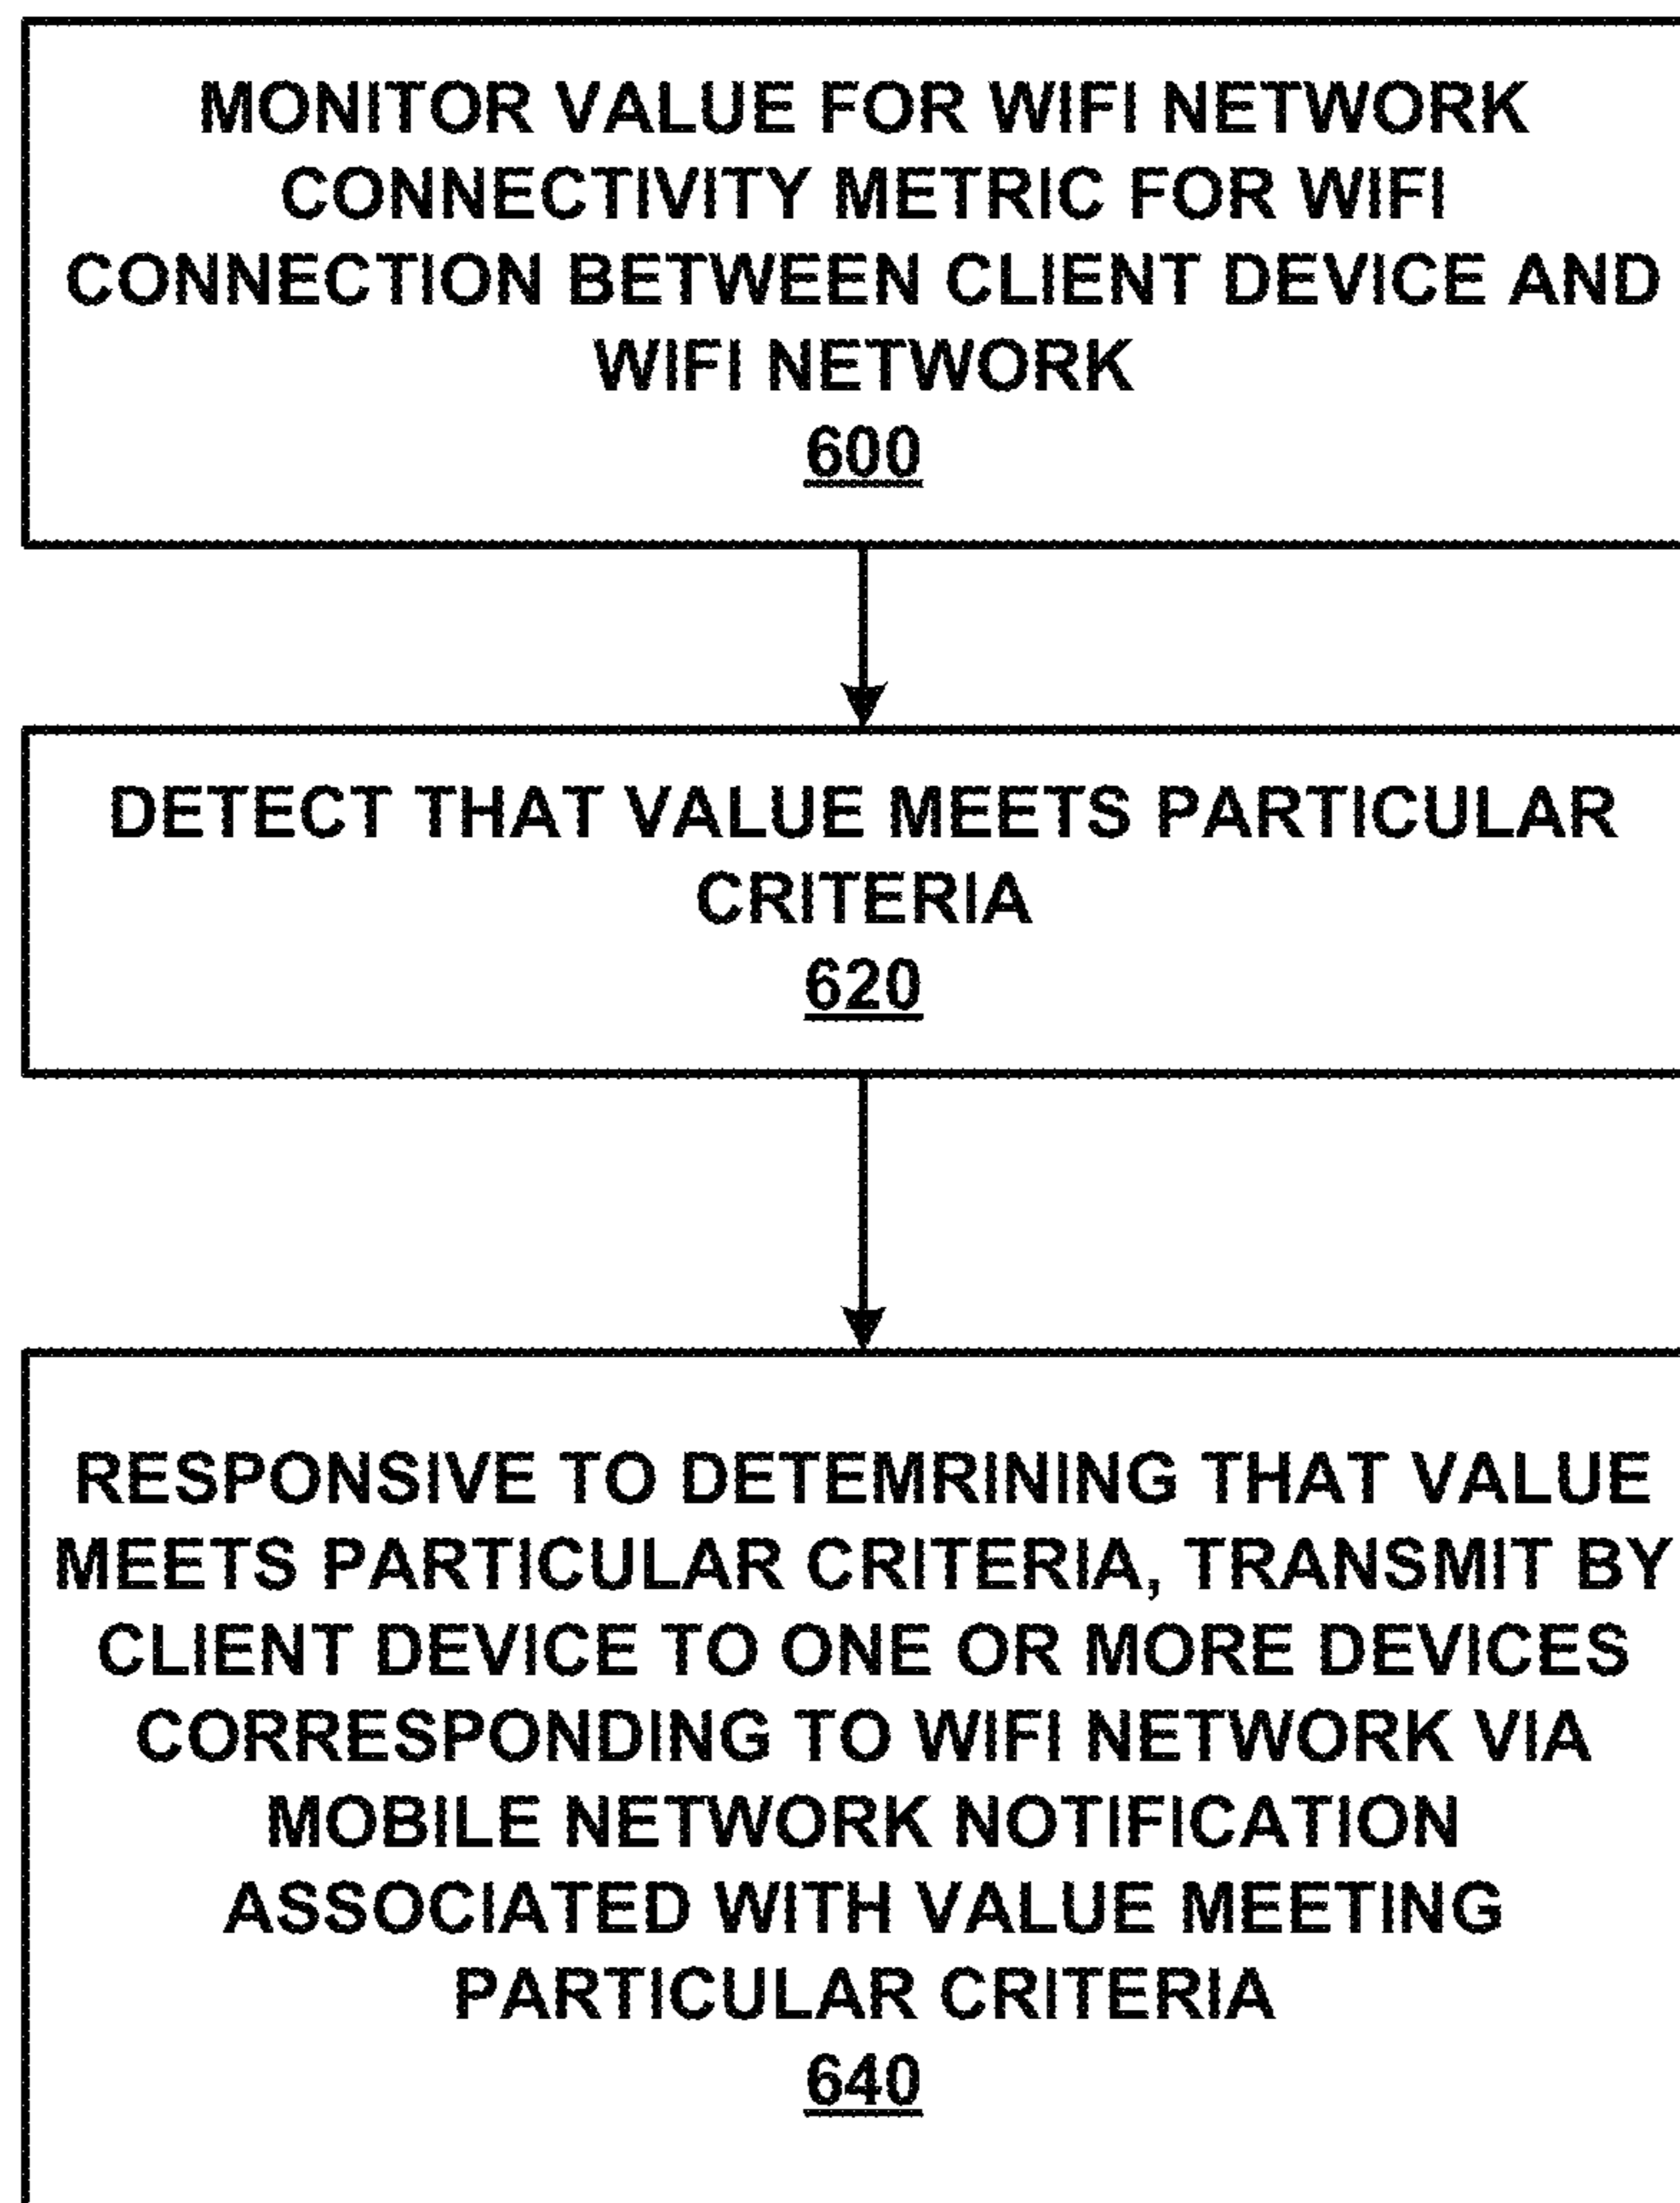 MONITOR VALUE FOR WIFI NETWORK
CONNECTIVITY METRIC FOR WIFI
CONNECTION BETWEEN CLIENT DEVICE AND
WIFI NETWORK
600
DETECT THAT VALUE MEETS PARTICULAR
CRITERIA
620
RESPONSIVE TO DETEMRINING THAT VALUE
MEETS PARTICULAR CRITERIA, TRANSMIT BY
CLIENT DEVICE TO ONE OR MORE DEVICES
CORRESPONDING TO WIFI NETWORK VIA
MOBILE NETWORK NOTIFICATION
ASSOCIATED WITH VALUE MEETING
PARTICULAR CRITERIA
640